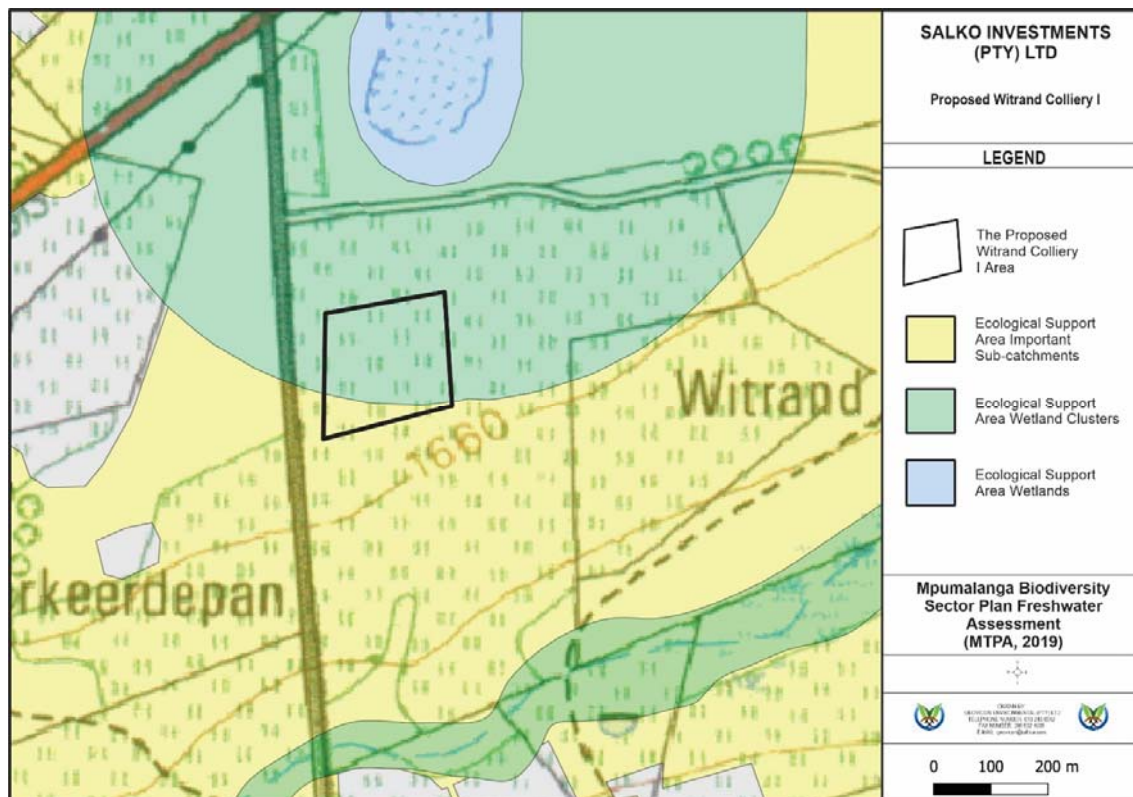 SALKO INVESTMENTS
(PTY) LTD
Proposed Witrand Colliery I
LEGEND
The Proposed
Witrand Colliery
I Area
Ecological Support
Area Important
Sub-catchments
Ecological Support
Area Wetland Clusters
Ecological Support
Area Wetlands
Mpumalanga Biodiversity
Sector Plan Freshwater
Assessment
(MTPA, 2019)
0 100 200 m
Witrand
1660
rkeerdepan